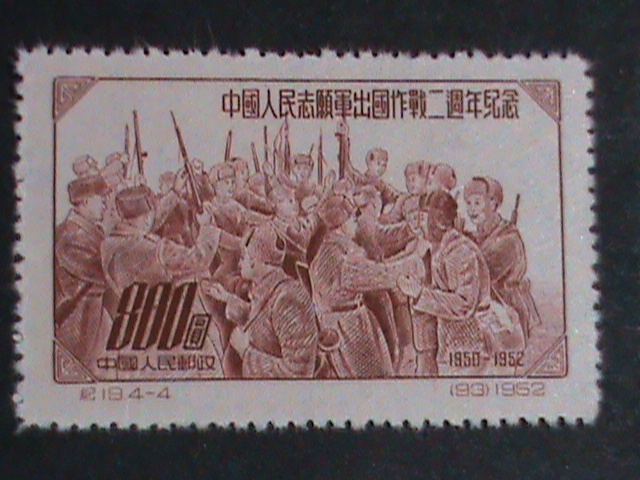 中國人民志願軍出國作戰二週年紀念
800圓
中國人民郵政
1950-1952
紀19.4-4
(93)1952